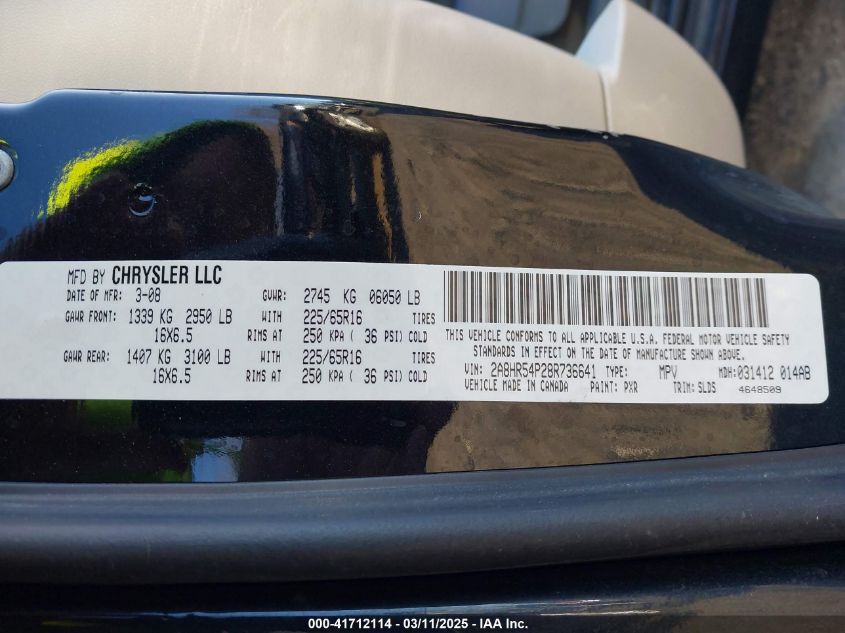 MFD BY CHRYSLER LLC
DATE OF MFR: 3-08 GVWR: 2745 KG 06050 LB
GAWR FRONT: 1339 KG 2950 LB WITH 225/65R16 TIRES
16X6.5 RIMS AT 250 KPA ( 36 PSI) COLD
GAWR REAR: 1407 KG 3100 LB WITH 225/65R16 TIRES
16X6.5 RIMS AT 250 KPA ( 36 PSI) COLD
THIS VEHICLE CONFORMS TO ALL APPLICABLE U.S.A. FEDERAL MOTOR VEHICLE SAFETY
STANDARDS IN EFFECT ON THE DATE OF MANUFACTURE SHOWN ABOVE.
VIN: 2A8HR54P28R736641 TYPE: MPV MDH: 031412 014AB
VEHICLE MADE IN CANADA PAINT: PXR TRIM: SLDS 4648509
000-41712114 - 03/11/2025 - IAA Inc.